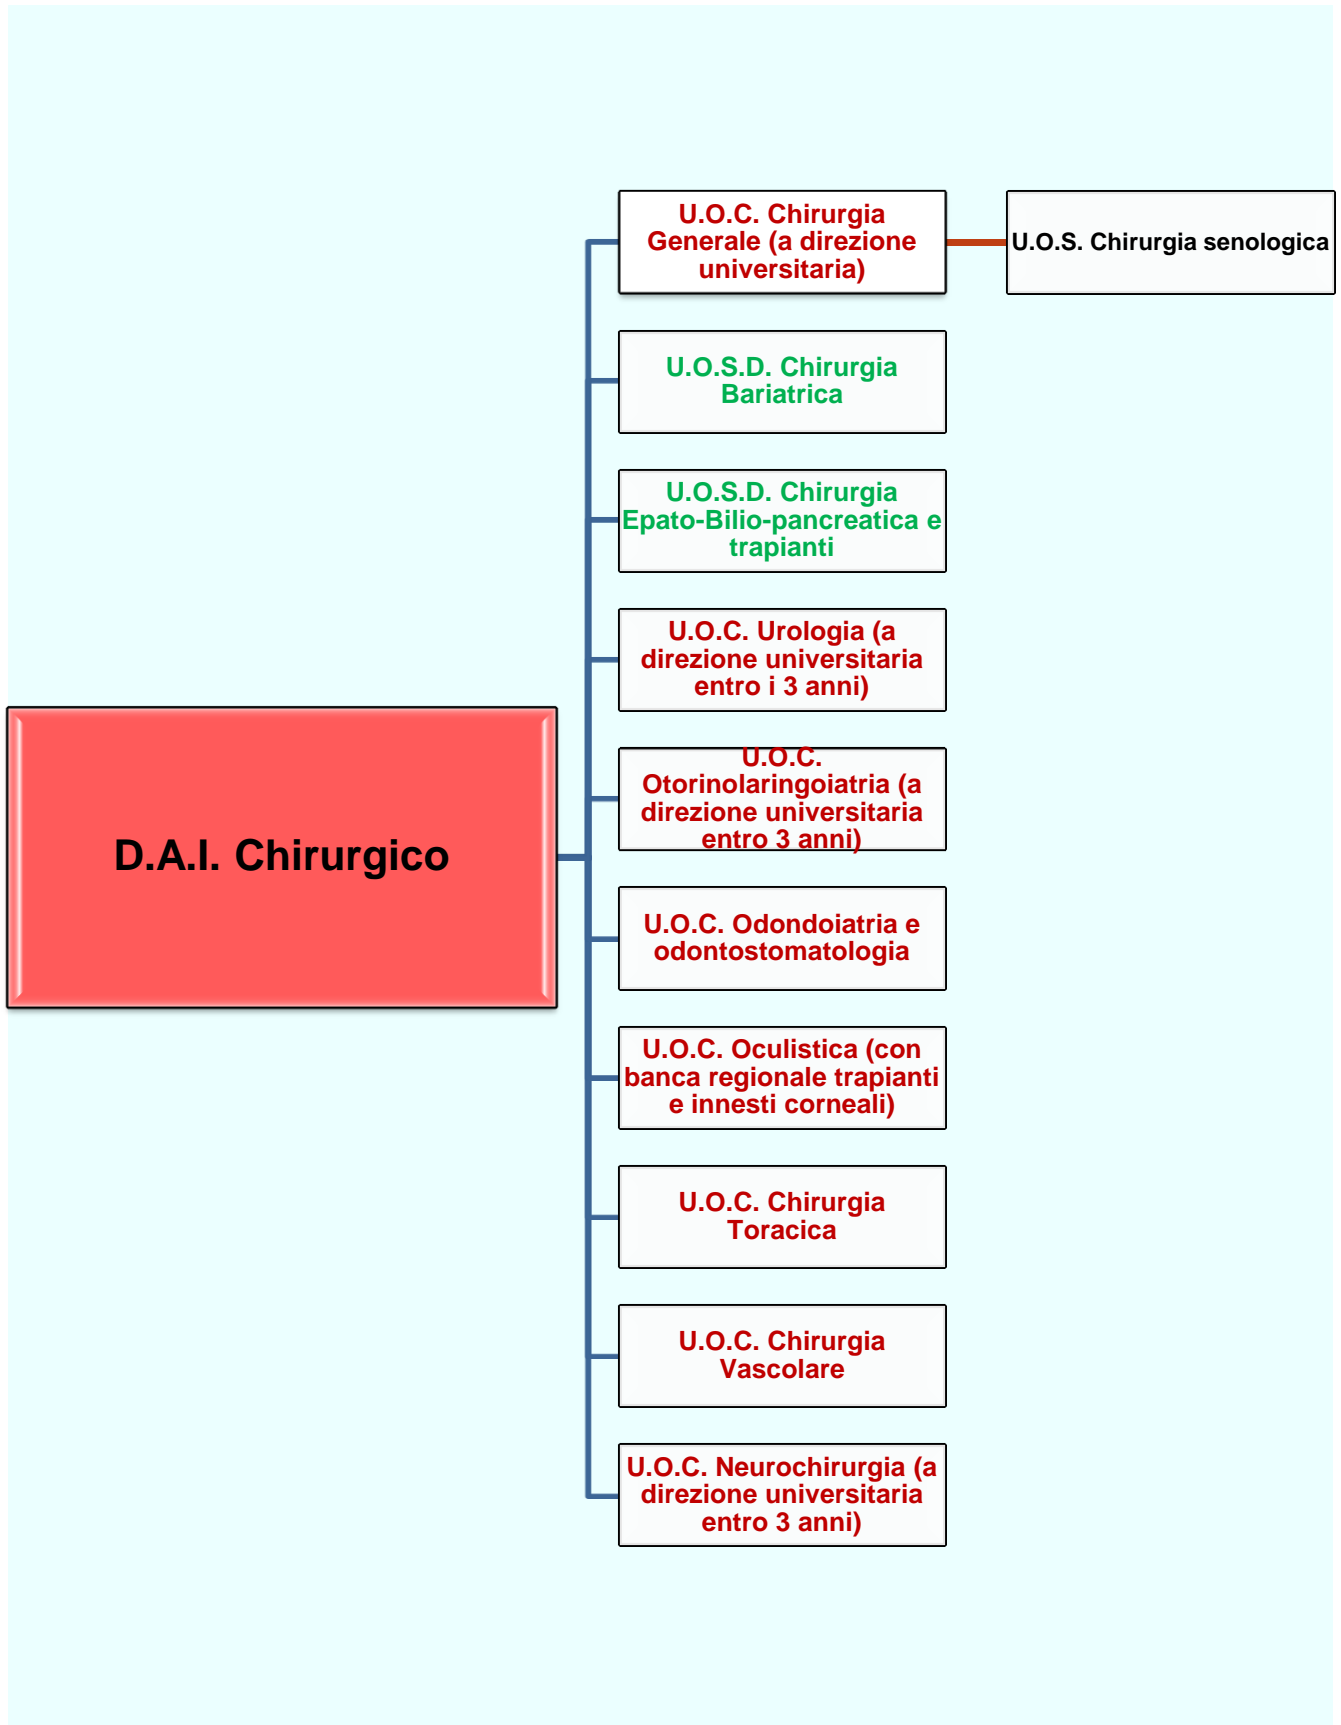 D.A.I. Chirurgico
U.O.C. Chirurgia
Generale (a direzione
universitaria)
U.O.S. Chirurgia senologica
U.O.S.D. Chirurgia
Bariatrica
U.O.S.D. Chirurgia
Epato-Bilio-pancreatica e
trapianti
U.O.C. Urologia (a
direzione universitaria
entro i 3 anni)
U.O.C.
Otorinolaringoiatria (a
direzione universitaria
entro 3 anni)
U.O.C. Odondoiatria e
odontostomatologia
U.O.C. Oculistica (con
banca regionale trapianti
e innesti corneali)
U.O.C. Chirurgia
Toracica
U.O.C. Chirurgia
Vascolare
U.O.C. Neurochirurgia (a
direzione universitaria
entro 3 anni)